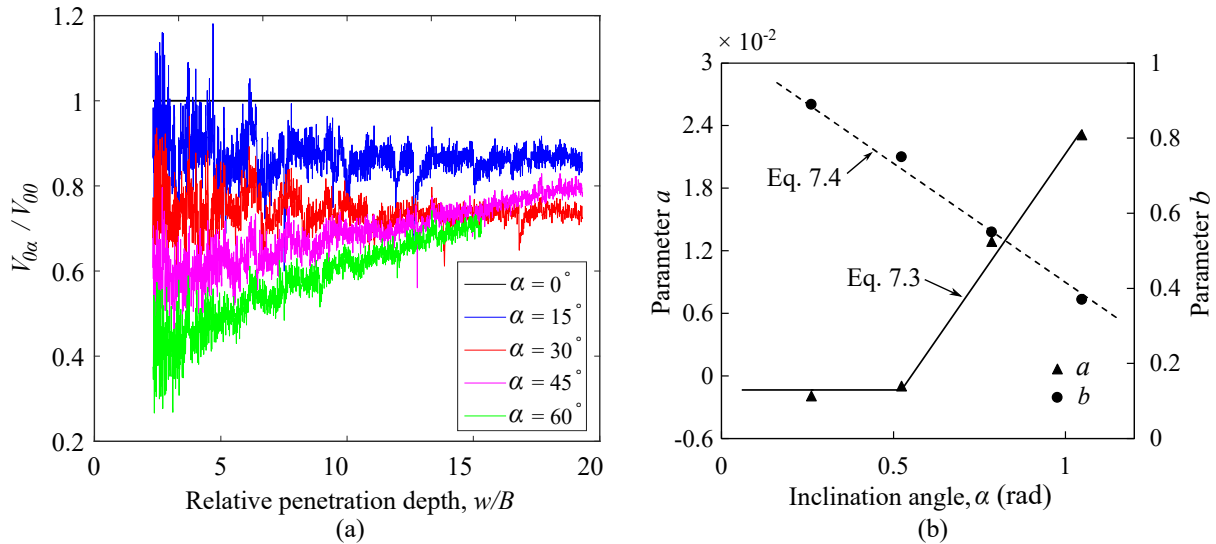 1.2
1
0.8
0.6
0.4
0.2
V0α / V00
0
5
10
15
20
Relative penetration depth, w/B
(a)
α = 0°
α = 15°
α = 30°
α = 45°
α = 60°
× 10-2
3
2.4
1.8
1.2
0.6
0
-0.6
Parameter a
Eq. 7.4
Eq. 7.3
a
b
1
0.8
0.6
0.4
0.2
0
Parameter b
0
0.5
1
Inclination angle, α (rad)
(b)